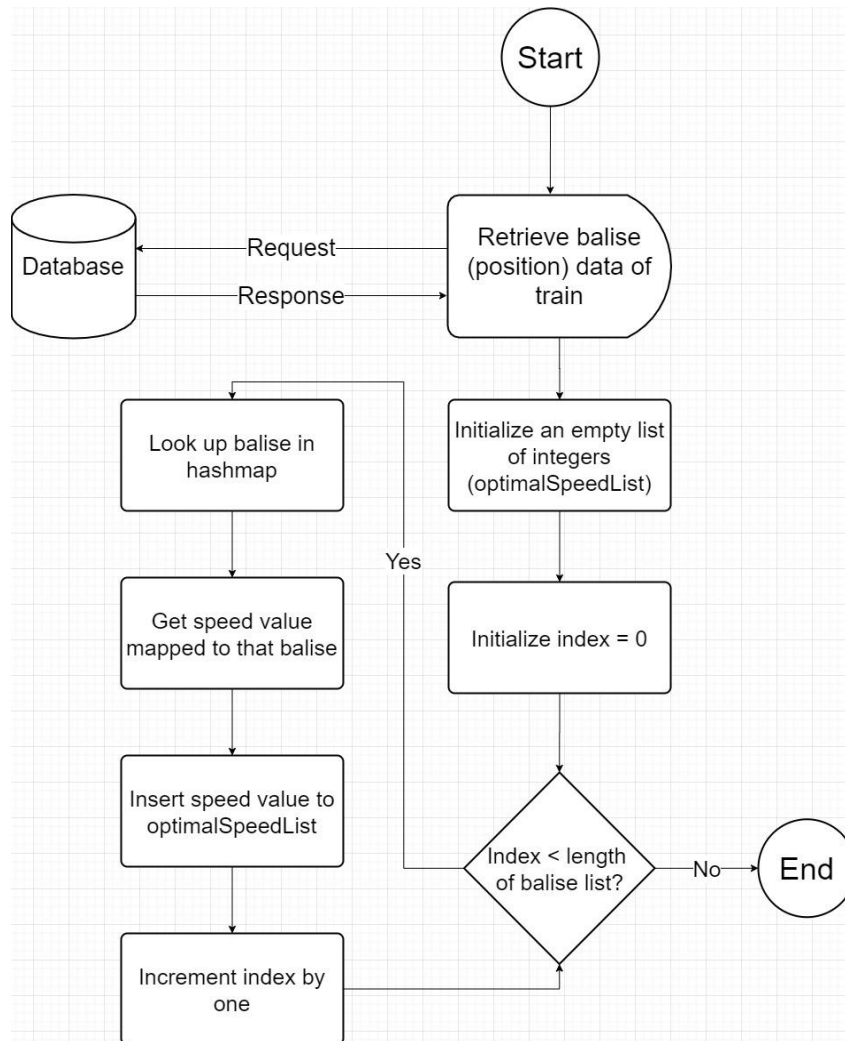 Start
Retrieve balise
(position) data of
train
Request
Response
Database
Initialize an empty list
of integers
(optimalSpeedList)
Initialize index = 0
Index < length
of balise list?
Yes
No
End
Look up balise in
hashmap
Get speed value
mapped to that balise
Insert speed value to
optimalSpeedList
Increment index by
one